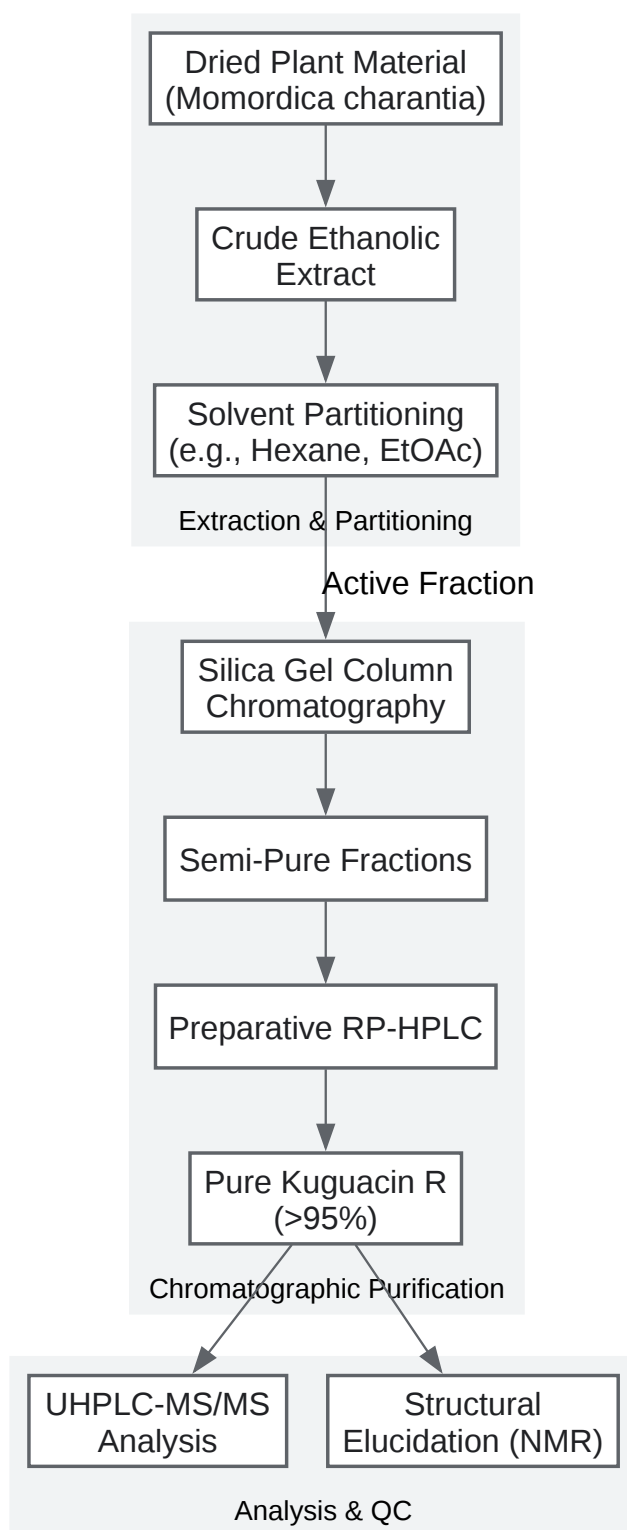 Dried Plant Material
(Momordica charantia)
Crude Ethanolic
Extract
Solvent Partitioning
(e.g., Hexane, EtOAc)
Extraction & Partitioning
Active Fraction
Silica Gel Column
Chromatography
Semi-Pure Fractions
Preparative RP-HPLC
Pure Kuguacin R
(>95%)
Chromatographic Purification
UHPLC-MS/MS
Analysis
Structural
Elucidation (NMR)
Analysis & QC